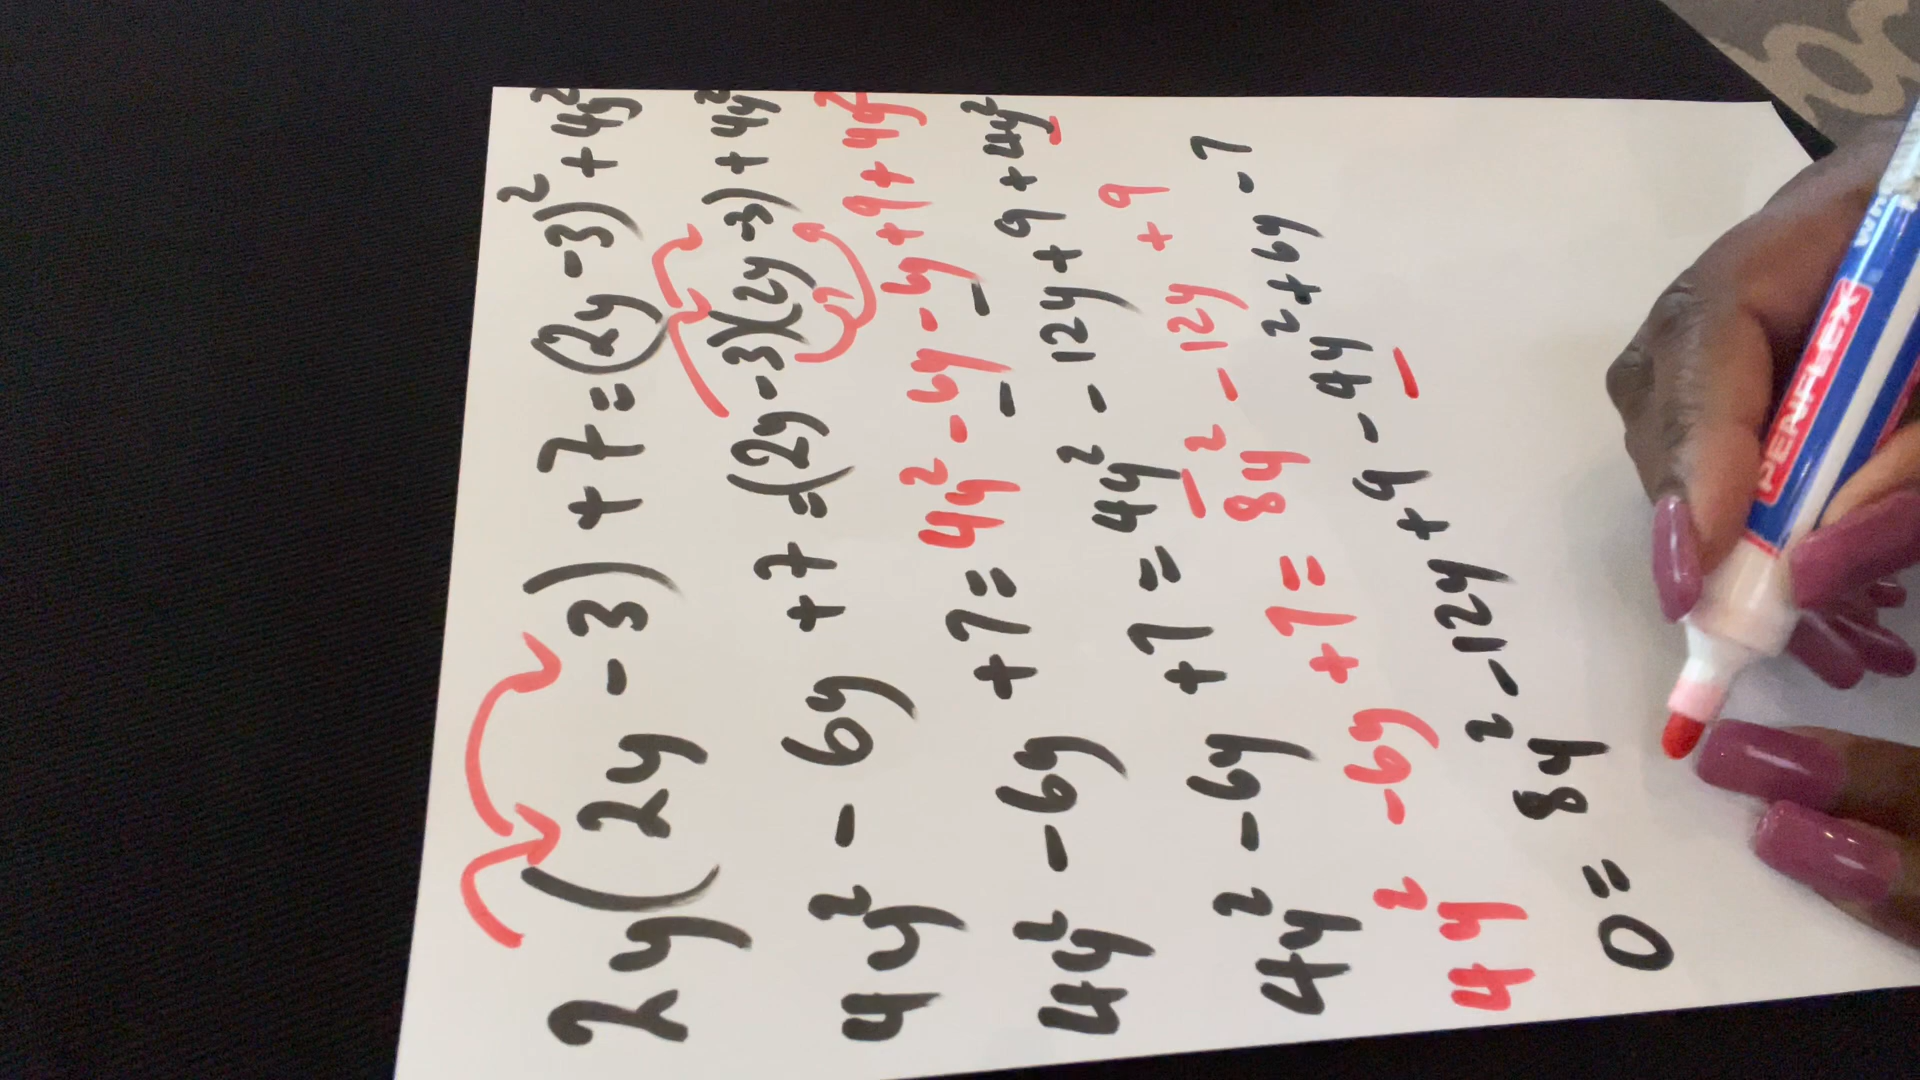 2y(2y - 3) + 7 = (2y - 3)² + 4y²
4y² - 6y + 7 = (2y - 3)(2y - 3) + 4y²
4y² - 6y + 7 = 4y² - 6y - 6y + 9 + 4y²
4y² - 6y + 7 = 4y² - 12y + 9 + 4y²
4y² - 6y + 7 = 8y² - 12y + 9
0 = 8y² - 12y + 9 - 4y² + 6y - 7
PENFLEX